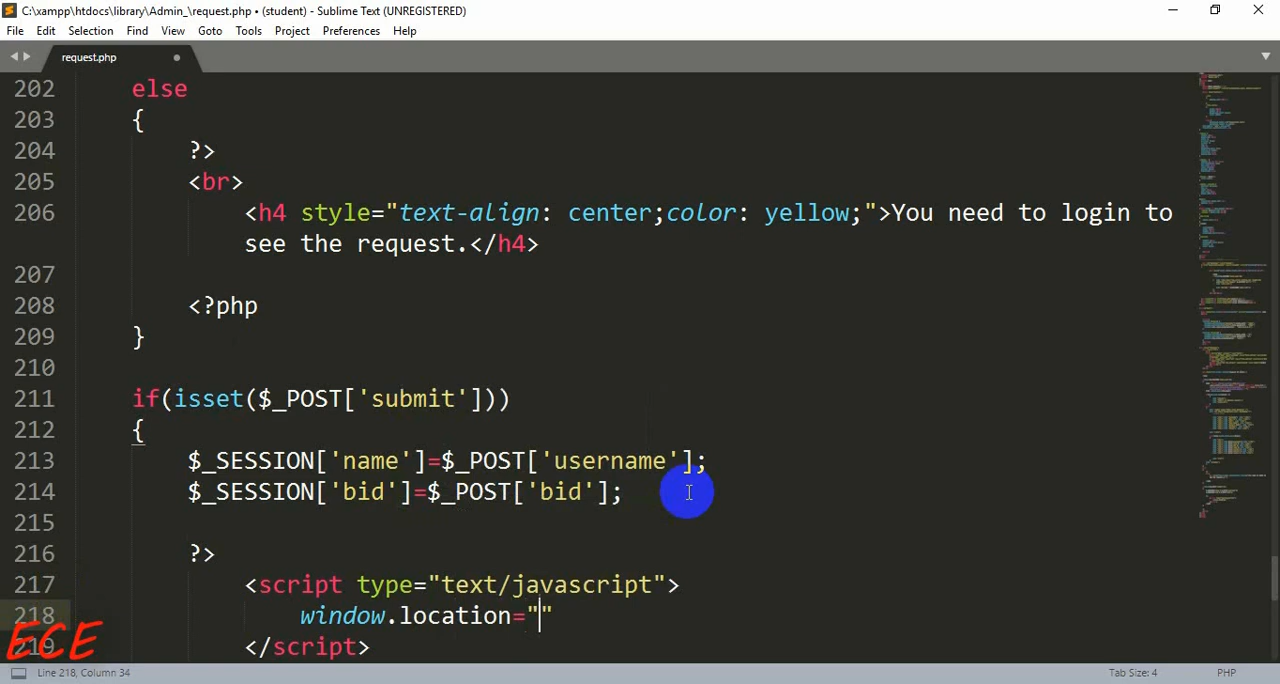 C:\xampp\htdocs\library\Admin_\request.php • (student) - Sublime Text (UNREGISTERED)
File Edit Selection Find View Goto Tools Project Preferences Help
request.php
202 else
203 {
204 ?>
205 <br>
206 <h4 style="text-align: center;color: yellow;">You need to login to
see the request.</h4>
207
208 <?php
209 }
210
211 if(isset($_POST['submit']))
212 {
213 $_SESSION['name']=$_POST['username'];
214 $_SESSION['bid']=$_POST['bid'];
215
216 ?>
217 <script type="text/javascript">
218 window.location=""
219 </script>
ECE
Line 218, Column 34 Tab Size: 4 PHP